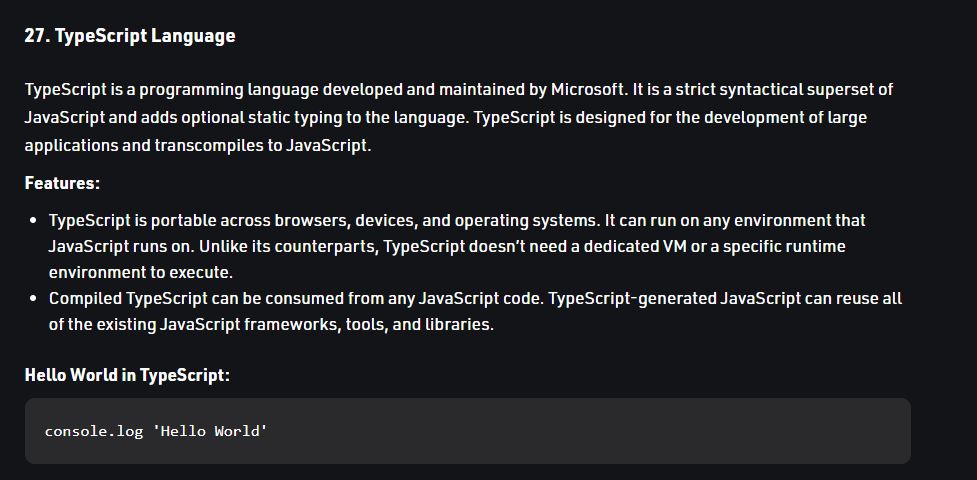 27. TypeScript Language
TypeScript is a programming language developed and maintained by Microsoft. It is a strict syntactical superset of
JavaScript and adds optional static typing to the language. TypeScript is designed for the development of large
applications and transcompiles to JavaScript.
Features:
• TypeScript is portable across browsers, devices, and operating systems. It can run on any environment that
JavaScript runs on. Unlike its counterparts, TypeScript doesn’t need a dedicated VM or a specific runtime
environment to execute.
• Compiled TypeScript can be consumed from any JavaScript code. TypeScript-generated JavaScript can reuse all
of the existing JavaScript frameworks, tools, and libraries.
Hello World in TypeScript:
console.log 'Hello World'